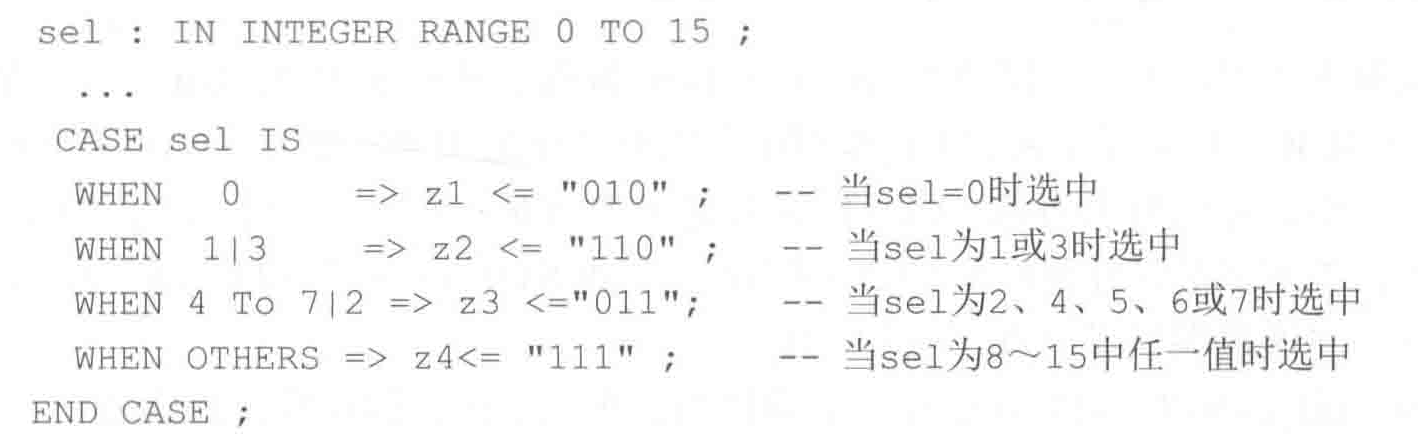 sel : IN INTEGER RANGE 0 TO 15 ;
...
CASE sel IS
WHEN 0 => z1 <= "010" ; -- 当sel=0时选中
WHEN 1|3 => z2 <= "110" ; -- 当sel为1或3时选中
WHEN 4 To 7|2 => z3 <="011"; -- 当sel为2、4、5、6或7时选中
WHEN OTHERS => z4<= "111" ; -- 当sel为8～15中任一值时选中
END CASE ;